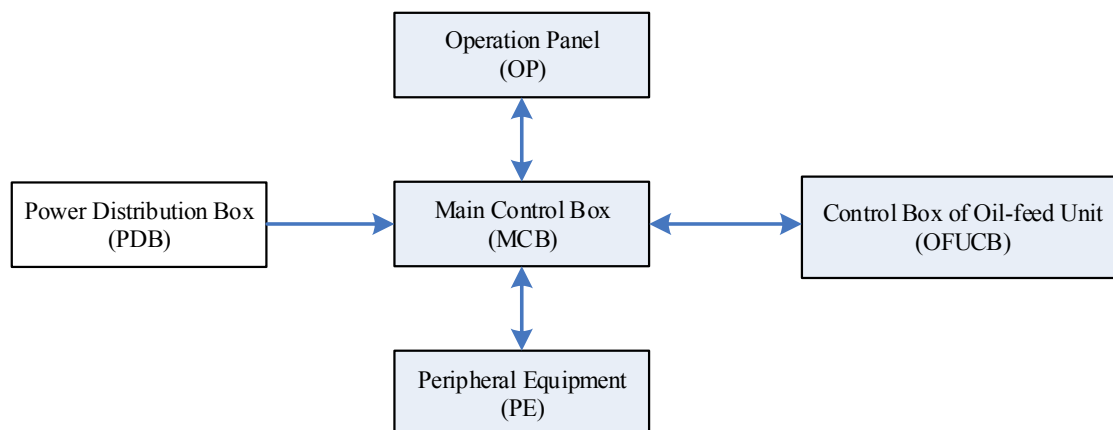 Operation Panel
(OP)
Power Distribution Box
(PDB)
Main Control Box
(MCB)
Control Box of Oil-feed Unit
(OFUCB)
Peripheral Equipment
(PE)